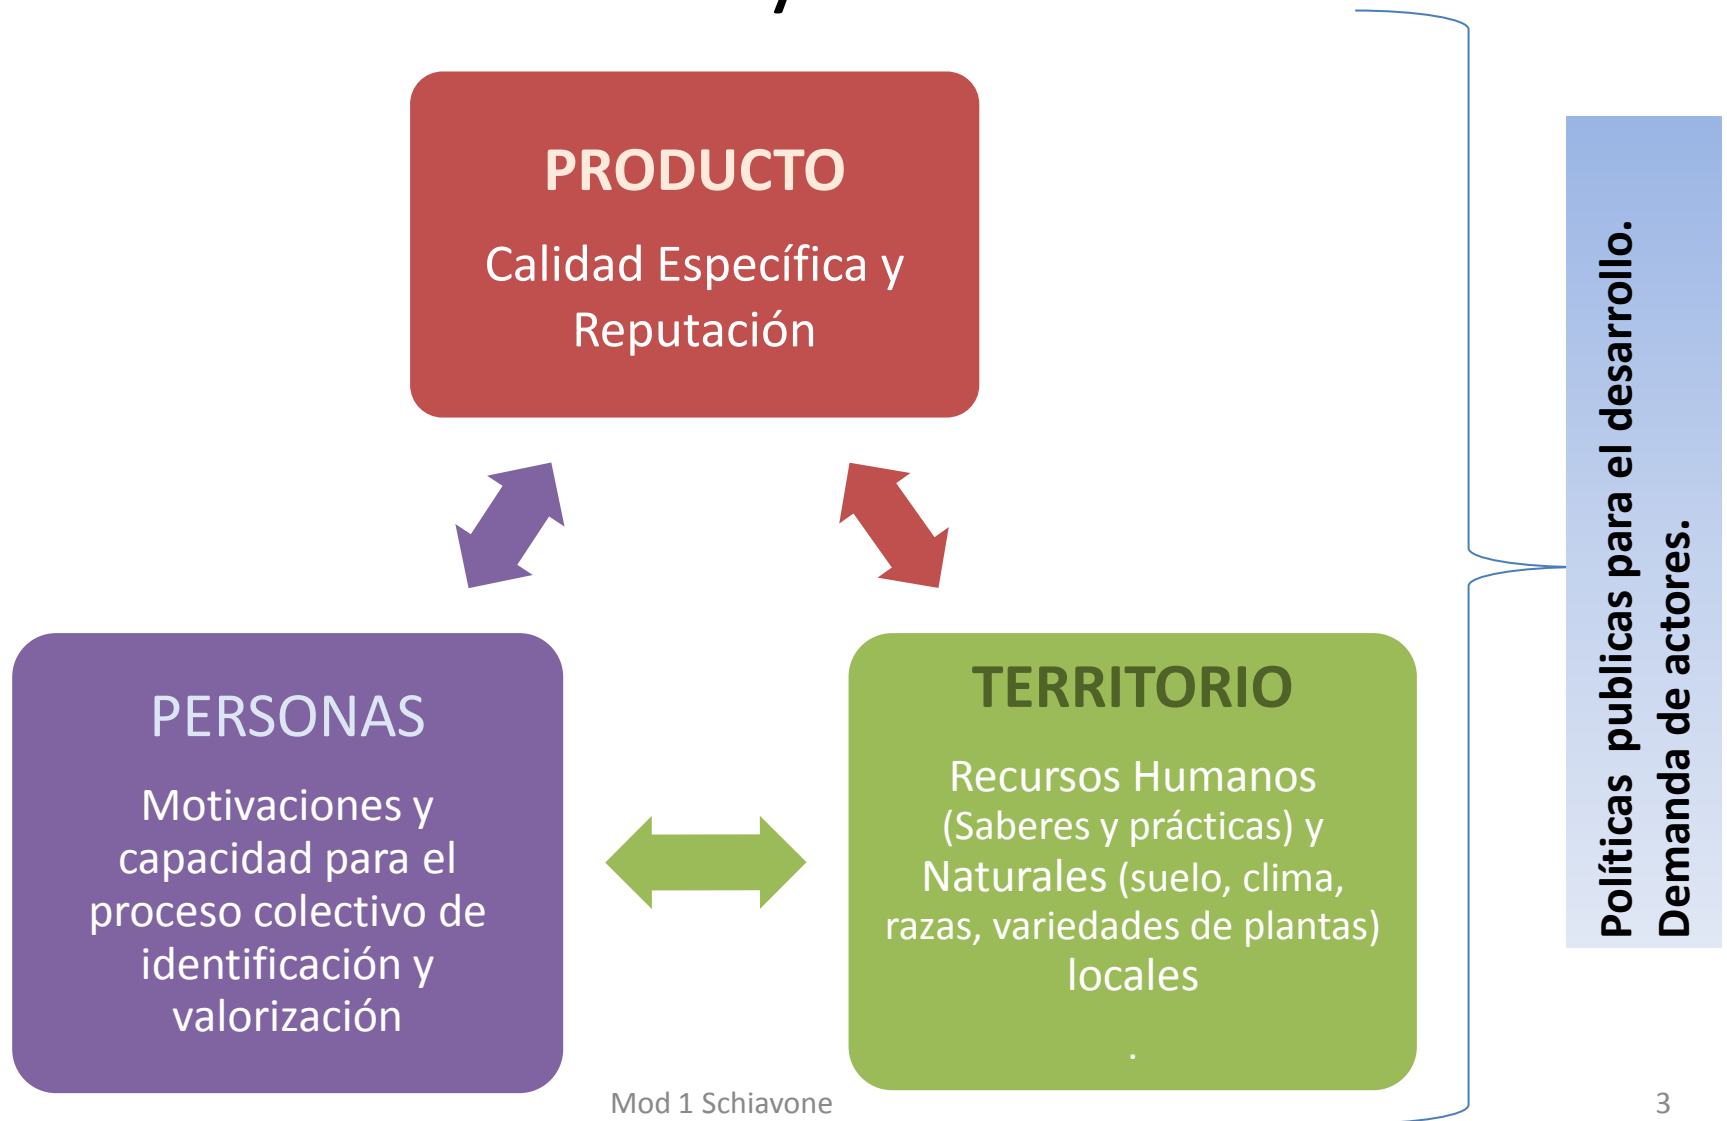 PRODUCTO
Calidad Específica y
Reputación
PERSONAS
Motivaciones y
capacidad para el
proceso colectivo de
identificación y
valorización
TERRITORIO
Recursos Humanos
(Saberes y prácticas) y
Naturales (suelo, clima,
razas, variedades de plantas)
locales
.
Políticas publicas para el desarrollo.
Demanda de actores.
Mod 1 Schiavone
3